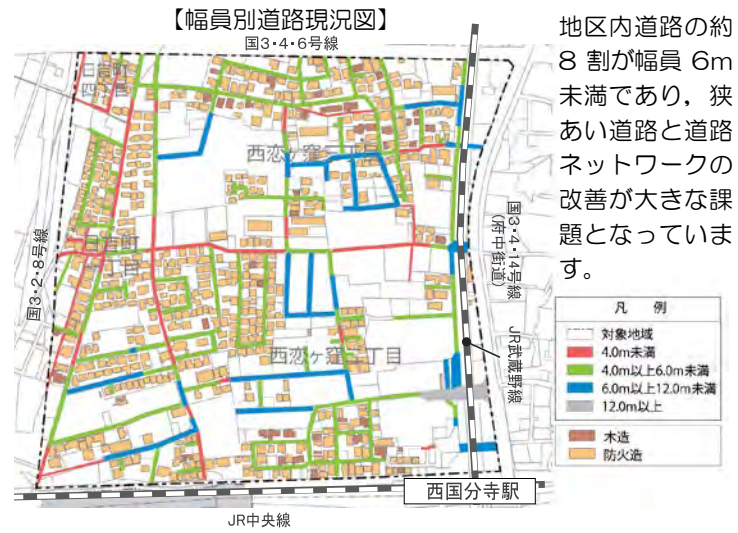 【幅員別道路現況図】
国3・4・6号線
地区内道路の約
8 割が幅員 6m
未満であり，狭
あい道路と道路
ネットワークの
改善が大きな課
題となっていま
す。
日吉町
四丁目
西恋ヶ窪三丁目
国3・2・8号線
日吉町
丁目
国3・4・14号線
(府中街道)
JR武蔵野線
西恋ヶ窪二丁目
西国分寺駅
JR中央線
凡 例
対象地域
4.0m未満
4.0m以上6.0m未満
6.0m以上12.0m未満
12.0m以上
木造
防火造